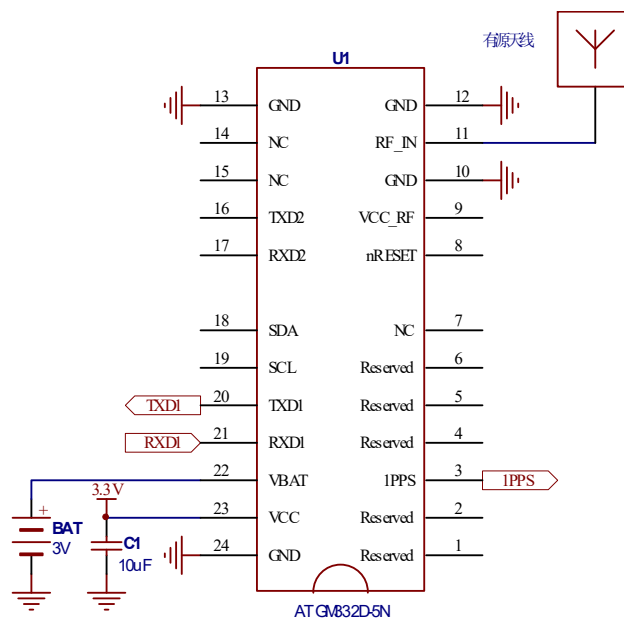 有源天线
U1
13 GND GND 12
14 NC RF_IN 11
15 NC GND 10
16 TXD2 VCC_RF 9
17 RXD2 nRESET 8
18 SDA NC 7
19 SCL Reserved 6
TXD1 20 TXD1 Reserved 5
RXD1 21 RXD1 Reserved 4
22 VBAT 1PPS 3 1PPS
3.3V 23 VCC Reserved 2
+
BAT
3V
C1
10uF
24 GND Reserved 1
ATGM332D-5N